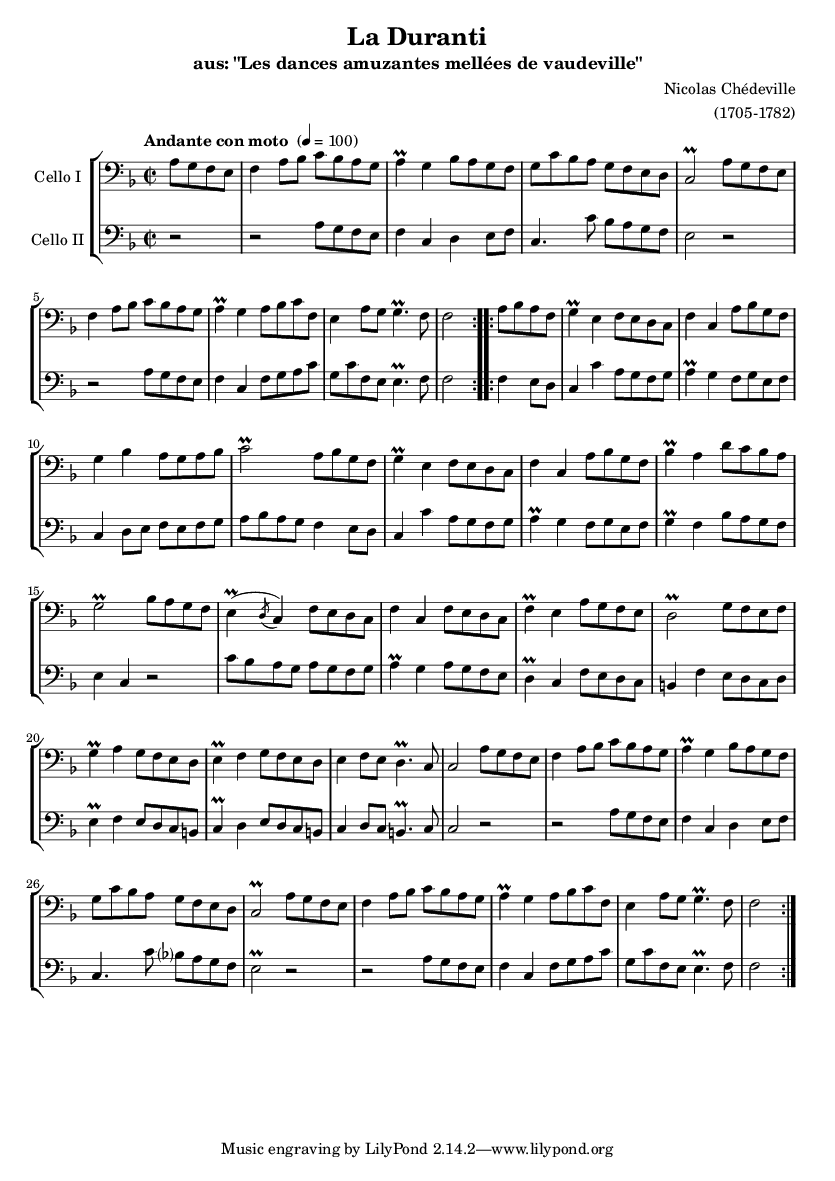 La Duranti
aus: "Les dances amuzantes mellées de vaudeville"
Nicolas Chédeville
(1705-1782)
Andante con moto (♩ = 100)
Cello I
Cello II
5
10
15
20
26
Music engraving by LilyPond 2.14.2—www.lilypond.org